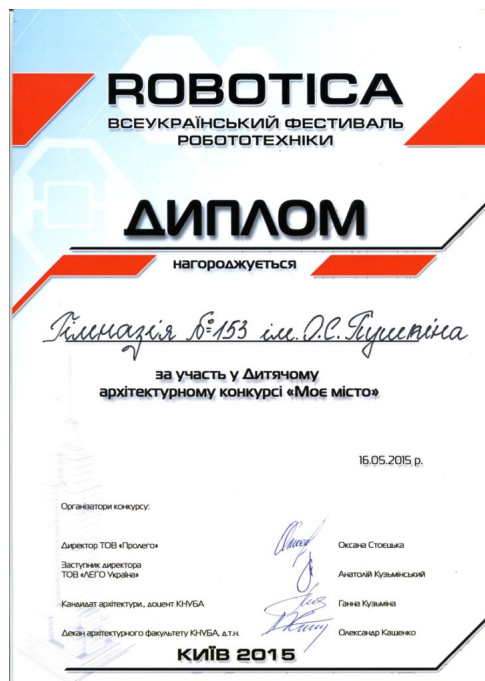 ROBOTICA
ВСЕУКРАЇНСЬКИЙ ФЕСТИВАЛЬ
РОБОТОТЕХНІКИ
ДИПЛОМ
нагороджується
Гімназія №153 ім. О.С. Пушкіна
за участь у Дитячому
архітектурному конкурсі «Моє місто»
16.05.2015 р.
Організатори конкурсу:
Директор ТОВ «Пролего» Оксана Стоєцька
Заступник директора
ТОВ «ЛЕГО Україна» Анатолій Кузьмінський
Кандидат архітектури, доцент КНУБА Ганна Кузьміна
Декан архітектурного факультету КНУБА, д.т.н. Олександр Кащенко
КИЇВ 2015